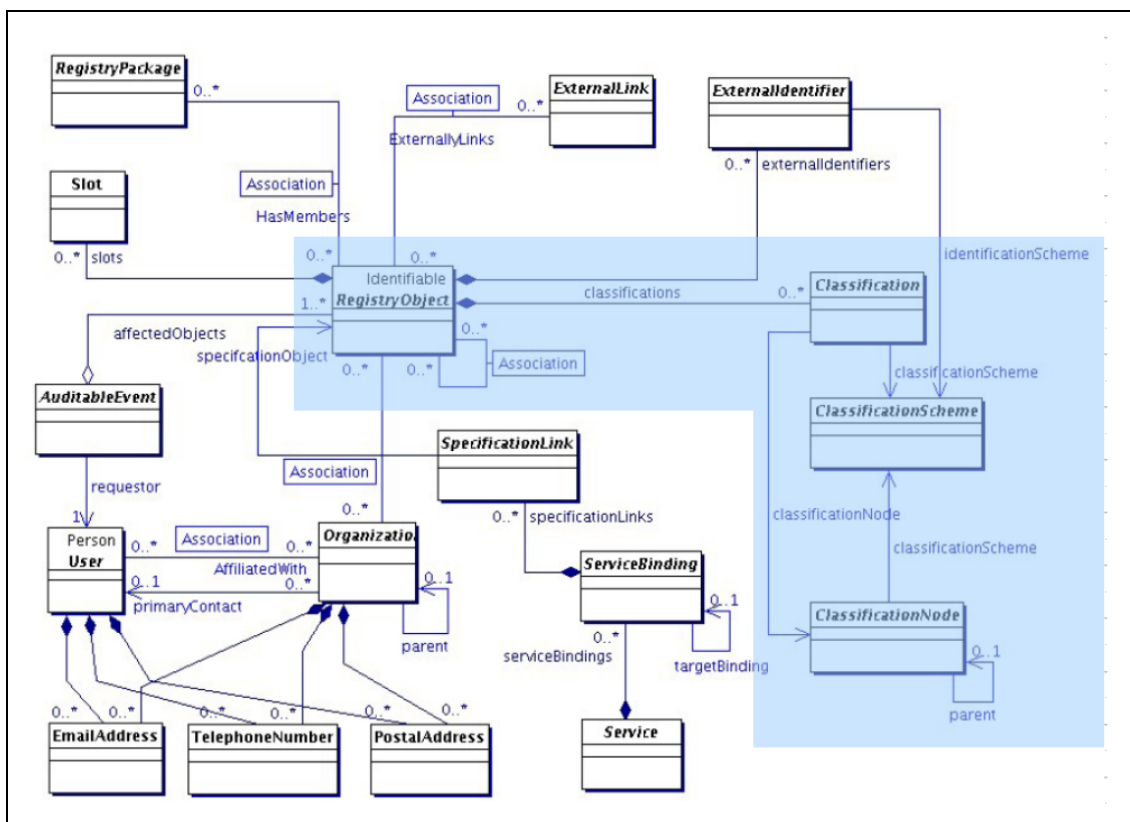 RegistryPackage
0..*
Association
ExternallyLinks
0..*
ExternalLink
ExternalIdentifier
0..*
externalIdentifiers
Slot
0..*
slots
Association
HasMembers
identificationScheme
0..*
0..*
Identifiable
RegistryObject
classifications
0..*
Classification
1..*
affectedObjects
specifcationObject
0..*
0..*
0..*
Association
classificationScheme
AuditableEvent
ClassificationScheme
SpecificationLink
Association
requestor
1
0..*
0..*
specificationLinks
classificationNode
classificationScheme
Person
User
0..*
Association
0..*
AffiliatedWith
Organizatio
0..1
primaryContact
0..*
0..1
parent
ServiceBinding
0..1
0..*
serviceBindings
targetBinding
ClassificationNode
0..1
parent
0..*
0..*
0..*
0..*
0..*
0..*
EmailAddress
TelephoneNumber
PostalAddress
Service